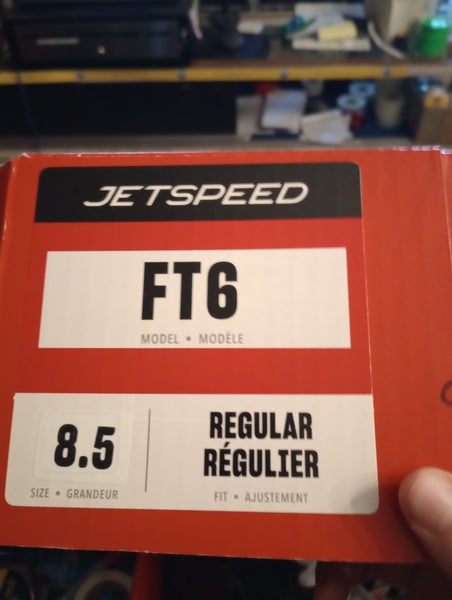 JETSPEED
FT6
MODEL • MODÈLE
8.5
SIZE • GRANDEUR
REGULAR
RÉGULIER
FIT • AJUSTEMENT